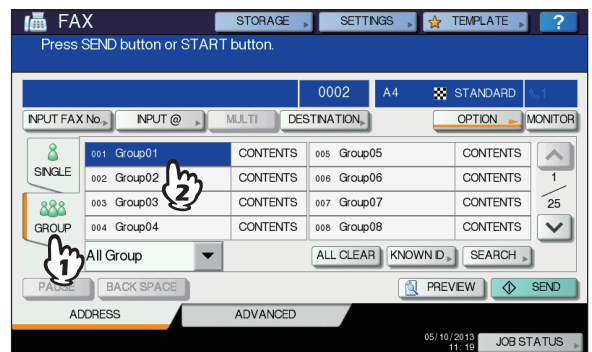 FAX STORAGE SETTINGS TEMPLATE ?
Press SEND button or START button.
0002 A4 STANDARD 1
INPUT FAX No. INPUT @ MULTI DESTINATION OPTION MONITOR
SINGLE
GROUP
001 Group01 CONTENTS 005 Group05 CONTENTS
002 Group02 CONTENTS 006 Group06 CONTENTS
003 Group03 CONTENTS 007 Group07 CONTENTS
004 Group04 CONTENTS 008 Group08 CONTENTS
1
25
2
1
All Group ALL CLEAR KNOWN ID SEARCH
PAUSE BACK SPACE PREVIEW SEND
ADDRESS ADVANCED
05/10/2013
11:19 JOB STATUS